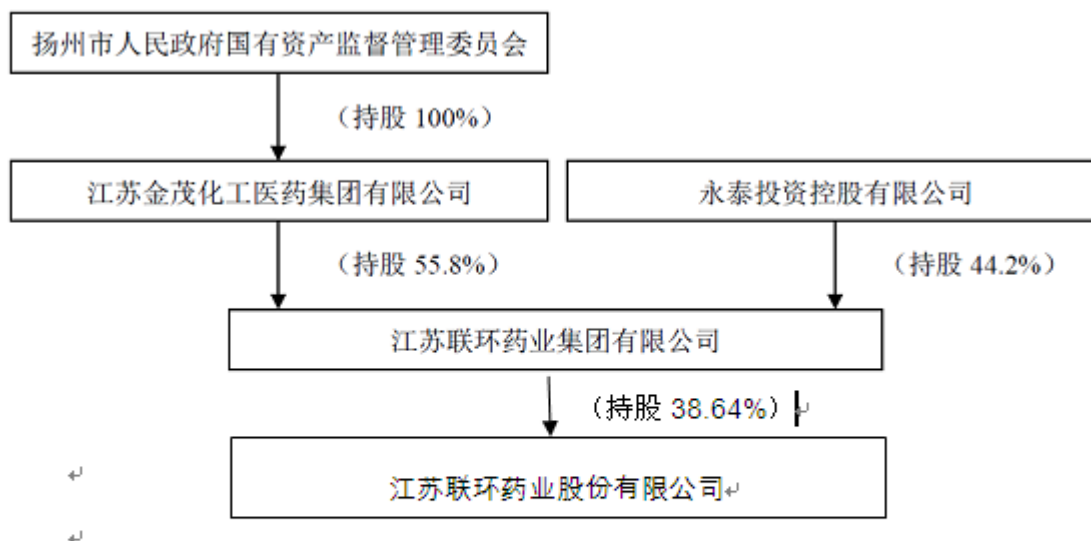 扬州市人民政府国有资产监督管理委员会
（持股 100%）
江苏金茂化工医药集团有限公司
永泰投资控股有限公司
（持股 55.8%）
（持股 44.2%）
江苏联环药业集团有限公司
（持股 38.64%）
江苏联环药业股份有限公司